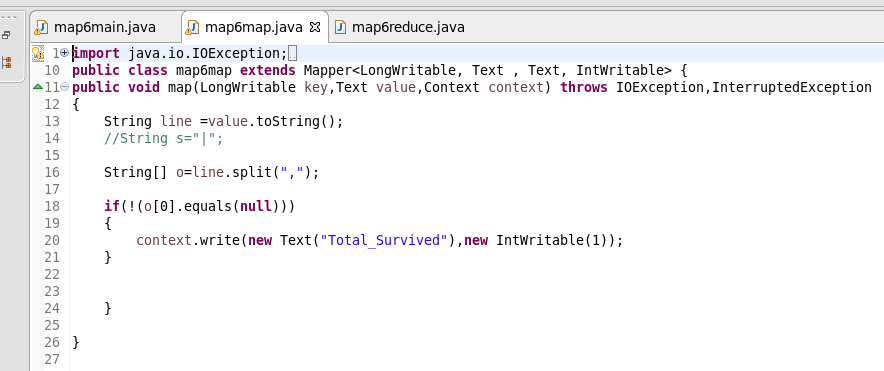 map6main.java map6map.java map6reduce.java
1 import java.io.IOException;
10 public class map6map extends Mapper<LongWritable, Text , Text, IntWritable> {
11 public void map(LongWritable key,Text value,Context context) throws IOException,InterruptedException
12 {
13     String line =value.toString();
14     //String s="|";
15
16     String[] o=line.split(",");
17
18     if(!(o[0].equals(null)))
19     {
20         context.write(new Text("Total_Survived"),new IntWritable(1));
21     }
22
23
24     }
25
26 }
27